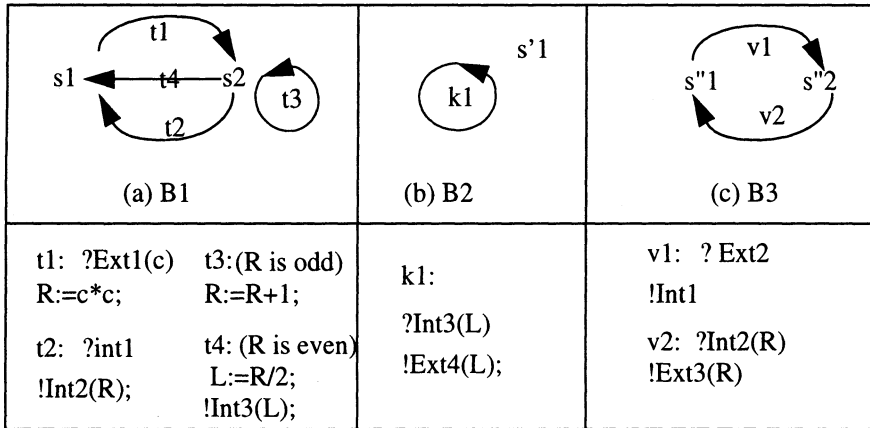 t1
s1
t4
s2
t3
t2
(a) B1
s'1
k1
(b) B2
v1
s"1
s"2
v2
(c) B3
t1: ?Ext1(c)
R:=c*c;
t2: ?int1
!Int2(R);
t3:(R is odd)
R:=R+1;
t4: (R is even)
L:=R/2;
!Int3(L);
k1:
?Int3(L)
!Ext4(L);
v1: ? Ext2
!Int1
v2: ?Int2(R)
!Ext3(R)